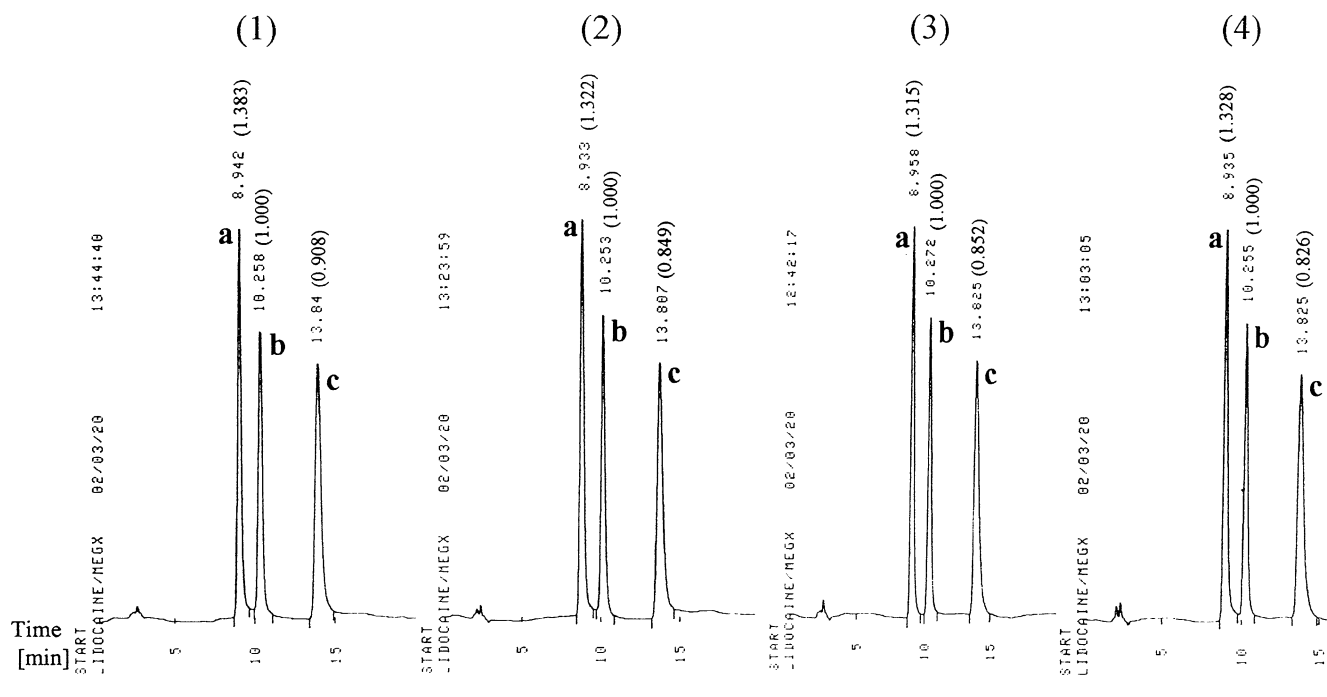 (1)
(2)
(3)
(4)
8.942 (1.383)
10.258 (1.000)
13.84 (0.908)
a
b
c
13:44:40
02/03/20
LIDOCAINE/MEGX
START
5
10
15
8.933 (1.322)
10.253 (1.000)
13.807 (0.849)
a
b
c
13:23:59
02/03/20
LIDOCAINE/MEGX
START
5
10
15
8.958 (1.315)
10.272 (1.000)
13.825 (0.852)
a
b
c
12:42:17
02/03/20
LIDOCAINE/MEGX
START
5
10
15
8.935 (1.328)
10.255 (1.000)
13.825 (0.826)
a
b
c
13:03:05
02/03/20
LIDOCAINE/MEGX
START
5
10
15
Time
[min]